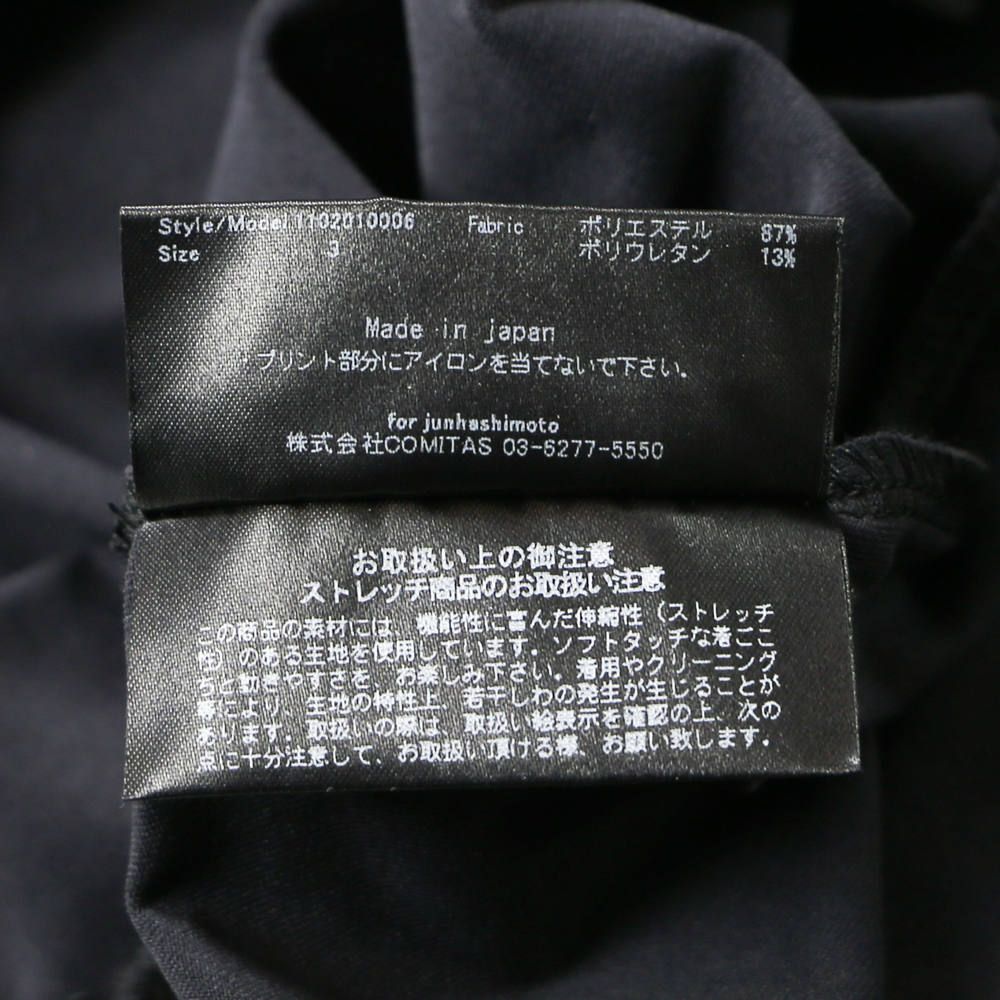 Style/Model 1102010006 Fabric ポリエステル 87%
Size 3 ポリウレタン 13%
Made in japan
プリント部分にアイロンを当てないで下さい。
for junhashimoto
株式会社COMITAS 03-6277-5550
お取扱い上の御注意
ストレッチ商品のお取扱い注意
この商品の素材には、機能性に富んだ伸縮性（ストレッチ
性）のある生地を使用しています。ソフトタッチな着ごこ
ちと動きやすさを、お楽しみ下さい。着用やクリーニング
等により、生地の特性上、若干しわの発生が生じることが
あります。取扱いの際は、取扱い絵表示を確認の上、次の
点に十分注意して、お取扱い頂ける様、お願い致します。